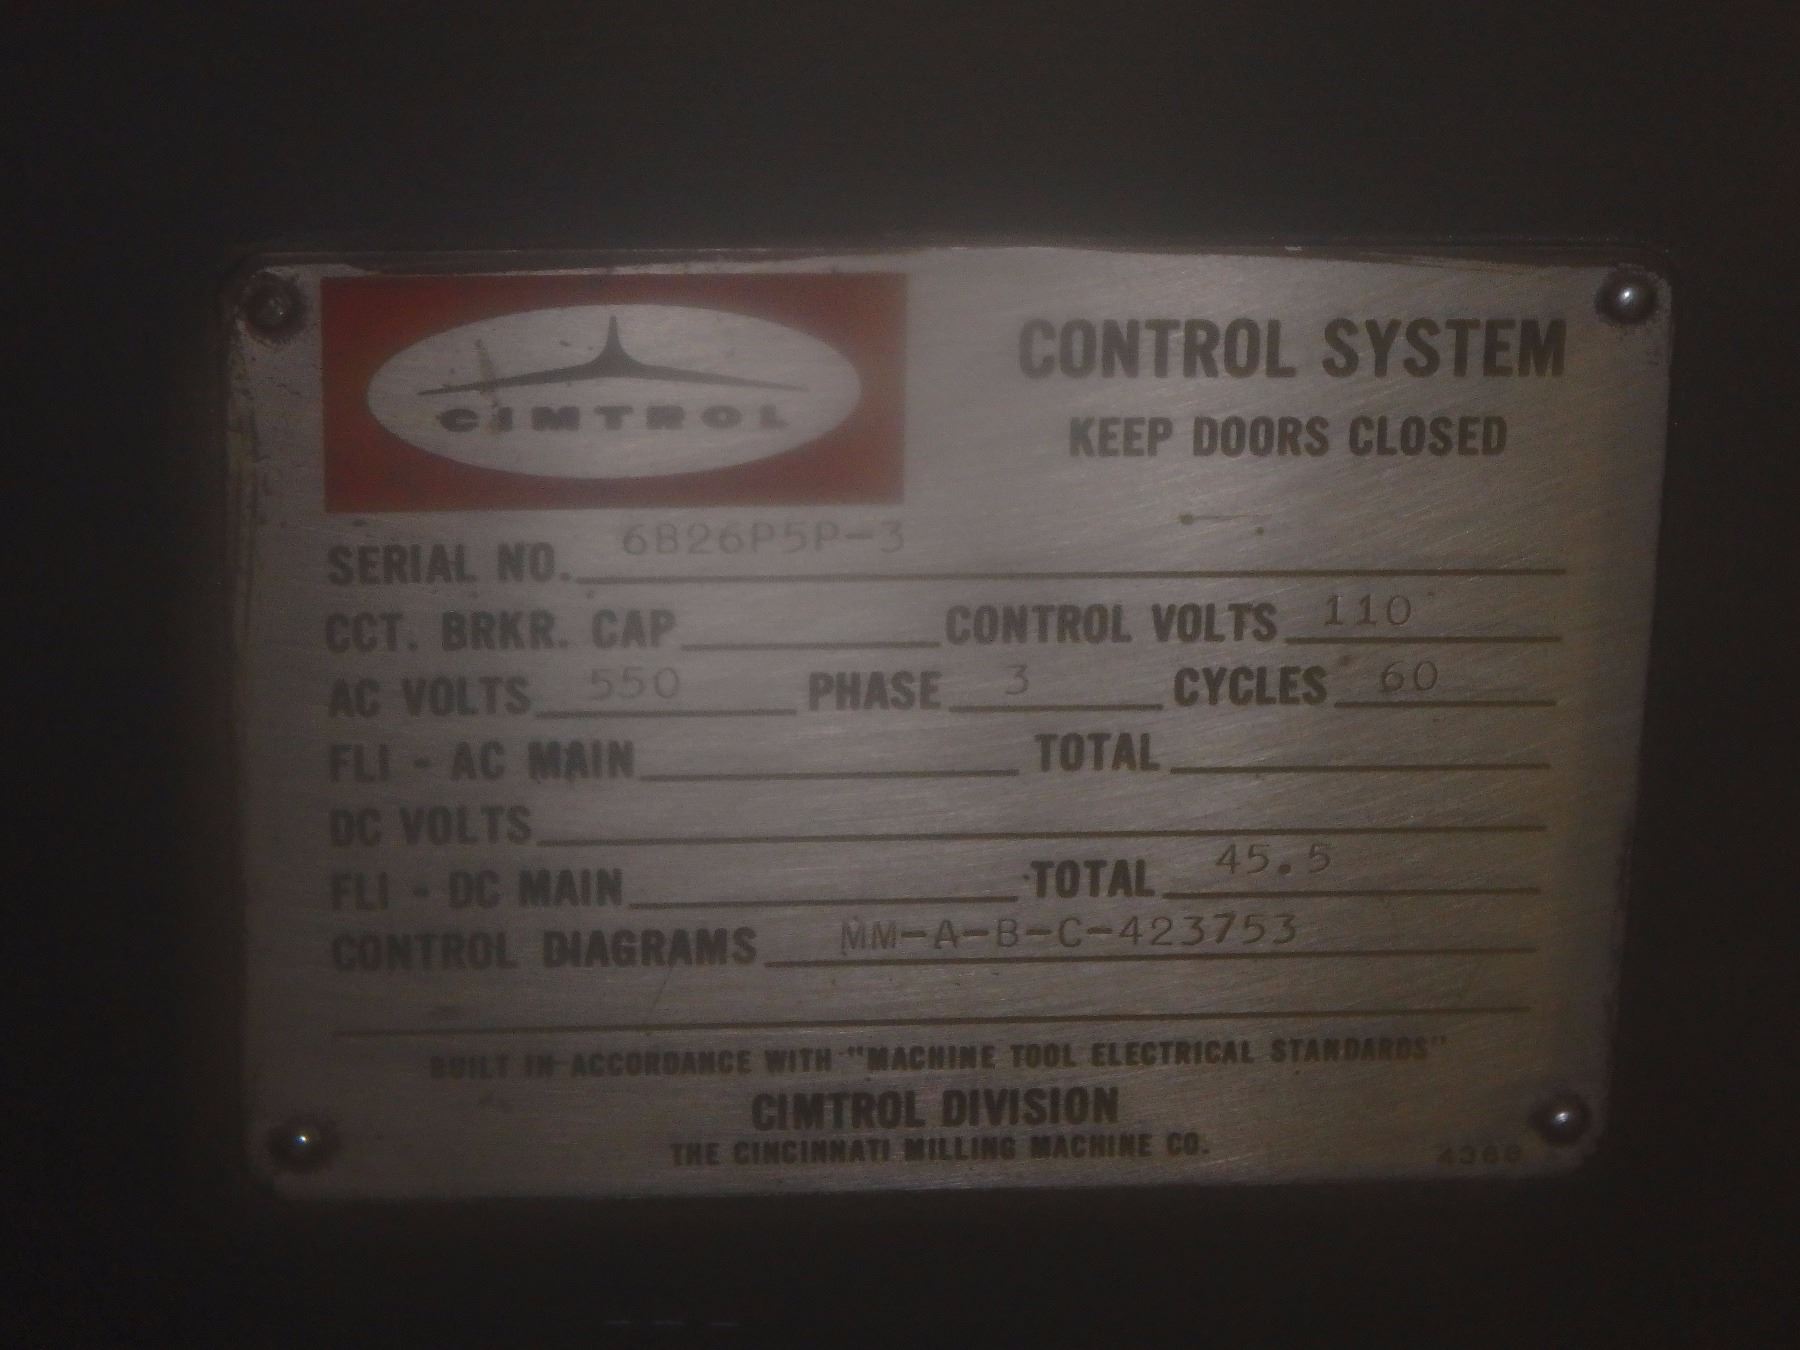 CIMTROL
CONTROL SYSTEM
KEEP DOORS CLOSED
SERIAL NO. 6B26P5P-3
CCT. BRKR. CAP CONTROL VOLTS 110
AC VOLTS 550 PHASE 3 CYCLES 60
FLI - AC MAIN TOTAL
DC VOLTS
FLI - DC MAIN TOTAL 45.5
CONTROL DIAGRAMS MM-A-B-C-423753
BUILT IN ACCORDANCE WITH "MACHINE TOOL ELECTRICAL STANDARDS"
CIMTROL DIVISION
THE CINCINNATI MILLING MACHINE CO.